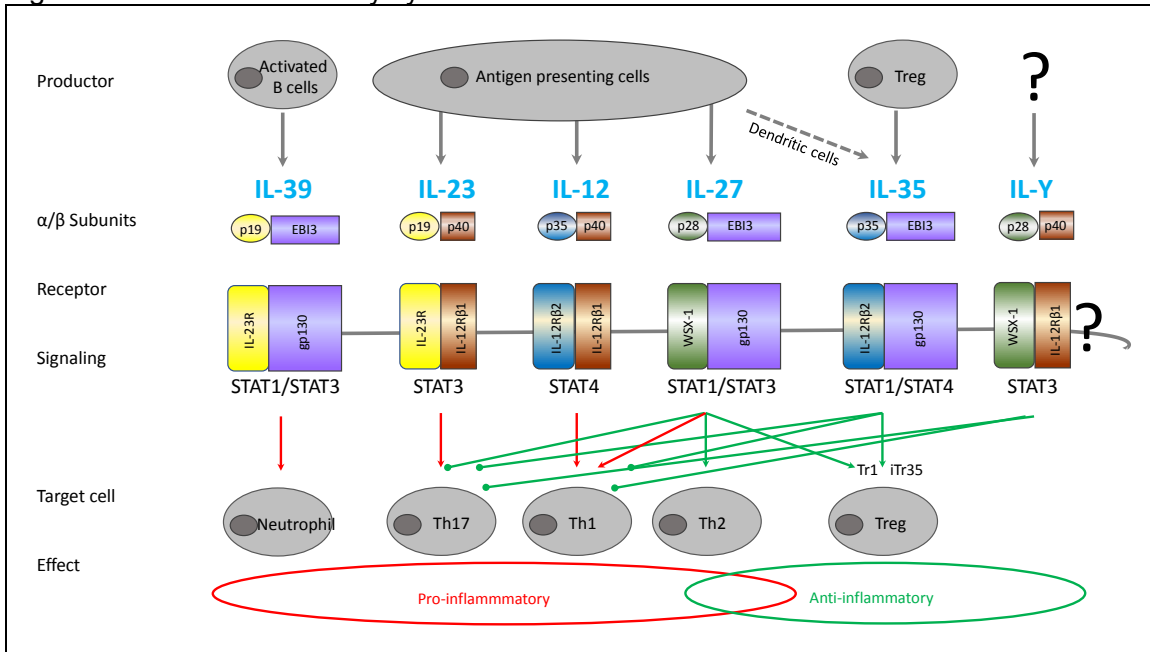 Productor
Activated
B cells
Antigen presenting cells
Treg
?
Dendrític cells
IL-39
IL-23
IL-12
IL-27
IL-35
IL-Y
α/β Subunits
p19 EBI3
p19 p40
p35 p40
p28 EBI3
p35 EBI3
p28 p40
Receptor
IL-23R gp130
IL-23R IL-12Rβ1
IL-12Rβ2 IL-12Rβ1
WSX-1 gp130
IL-12Rβ2 gp130
WSX-1 IL-12Rβ1
?
Signaling
STAT1/STAT3
STAT3
STAT4
STAT1/STAT3
STAT1/STAT4
STAT3
Tr1 iTr35
Target cell
Neutrophil
Th17
Th1
Th2
Treg
Effect
Pro-inflammmatory
Anti-inflammatory